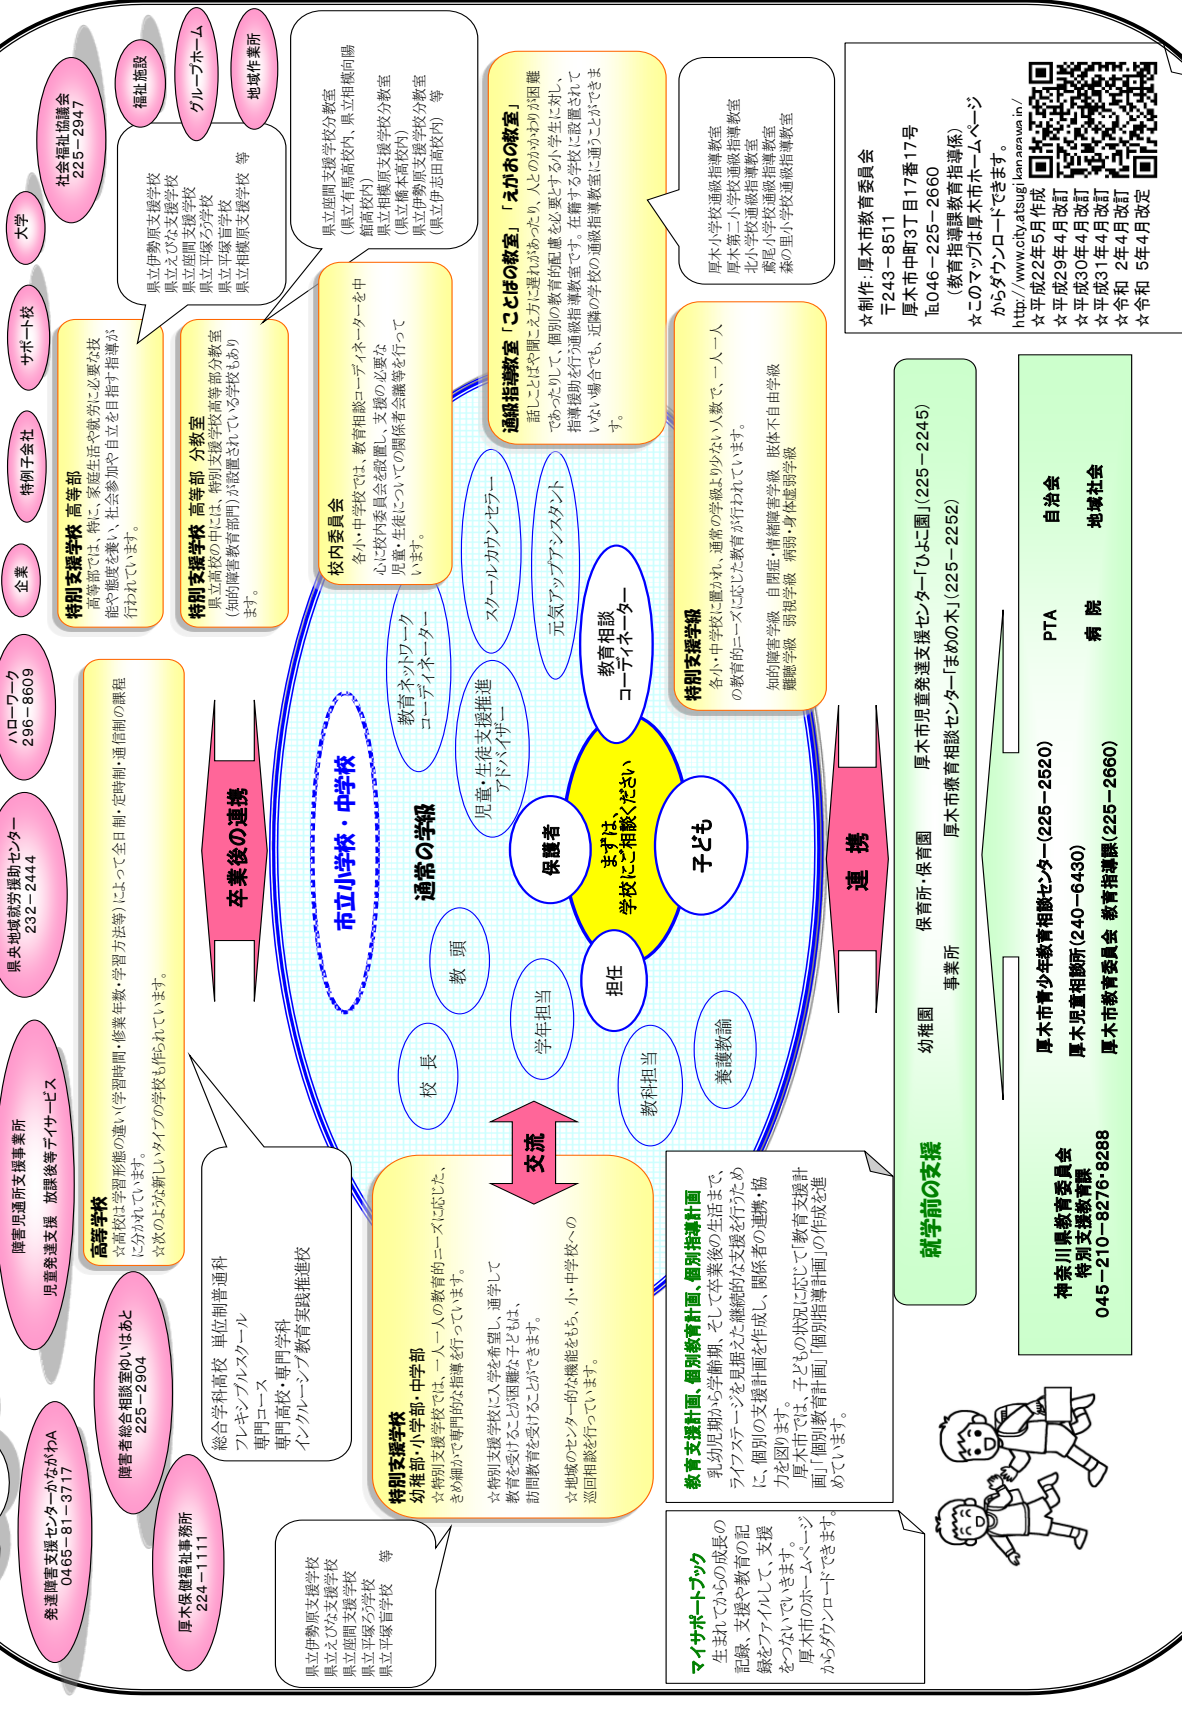 発達障害支援センターかながわA
0465－81－3717
障害児通所支援事業所
児童発達支援　放課後等デイサービス
県央地域就労援助センター
232－2444
ハローワーク
296－8609
企業
特例子会社
サポート校
大学
社会福祉協議会
225－2947
福祉施設
グループホーム
地域作業所
障害者総合相談室ゆいはあと
225－2904
厚木保健福祉事務所
224－1111
高等学校
☆高校は学習形態の違い(学習時間・修業年数・学習方法等)によって全日制・定時制・通信制の課程
に分かれています。
☆次のような新しいタイプの学校も作られています。
総合学科高校　単位制普通科
フレキシブルスクール
専門コース
専門高校・専門学科
インクルーシブ教育実践推進校
特別支援学校 高等部
高等部では、特に、家庭生活や就労に必要な技
能や態度を養い、社会参加や自立を目指す指導が
行われています。
県立伊勢原支援学校
県立えびな支援学校
県立座間支援学校
県立平塚ろう学校
県立平塚盲学校
県立相模原支援学校　等
特別支援学校 高等部 分教室
県立高校の中には、特別支援学校高等部分教室
(知的障害教育部門)が設置されている学校もあり
ます。
県立座間支援学校分教室
(県立有馬高校内、県立相模向陽
館高校内)
県立相模原支援学校分教室
(県立橋本高校内)
県立伊勢原支援学校分教室
(県立伊志田高校内)　等
卒業後の連携
市立小学校・中学校
通常の学級
校　長
教　頭
学年担当
教科担当
養護教諭
担任
保護者
子ども
まずは、
学校にご相談ください
教育相談
コーディネーター
児童・生徒支援推進
アドバイザー
教育ネットワーク
コーディネーター
スクールカウンセラー
元気アップアシスタント
校内委員会
各小・中学校では、教育相談コーディネーターを中
心に校内委員会を設置し、支援の必要な
児童・生徒についての関係者会議等を行って
います。
通級指導教室「ことばの教室」「えがおの教室」
話しことばや聞こえ方に遅れがあったり、人とのかかわりが困難
であったりして、個別の教育的配慮を必要とする小学生に対し、
指導援助を行う通級指導教室です。在籍する学校に設置されて
いない場合でも、近隣の学校の通級指導教室に通うことができま
す。
厚木小学校通級指導教室
厚木第二小学校通級指導教室
北小学校通級指導教室
鳶尾小学校通級指導教室
森の里小学校通級指導教室
特別支援学級
各小・中学校に置かれ、通常の学級より少ない人数で、一人一人
の教育的ニーズに応じた教育が行われています。
知的障害学級　自閉症・情緒障害学級　肢体不自由学級
難聴学級　弱視学級　病弱・身体虚弱学級
県立伊勢原支援学校
県立えびな支援学校
県立座間支援学校
県立平塚ろう学校
県立平塚盲学校　等
特別支援学校
幼稚部・小学部・中学部
☆特別支援学校では、一人一人の教育的ニーズに応じた、
きめ細かで専門的な指導を行っています。
☆特別支援学校に入学を希望し、通学して
教育を受けることが困難な子どもは、
訪問教育を受けることができます。
☆地域のセンター的な機能をもち、小・中学校への
巡回相談を行っています。
交流
連　携
マイサポートブック
生まれてからの成長の
記録、支援や教育の記
録をファイルして、支援
をつないでいきます。
厚木市のホームページ
からダウンロードできます。
教育支援計画、個別教育計画、個別指導計画
乳幼児期から学齢期、そして卒業後の生活まで、
ライフステージを見据えた継続的な支援を行うため
に、個別の支援計画を作成し、関係者の連携・協
力を図ります。
厚木市では、子どもの状況に応じて「教育支援計
画」「個別教育計画」「個別指導計画」の作成を進
めています。
就学前の支援
幼稚園　保育所・保育園　厚木市児童発達支援センター「ひよこ園」(225－2245)
事業所　厚木市療育相談センター「まめの木」(225－2252)
神奈川県教育委員会
特別支援教育課
045－210－8276・8288
厚木市青少年教育相談センター(225－2520)
厚木児童相談所(240－6430)
厚木市教育委員会 教育指導課(225－2660)
PTA　自治会
病 院　地域社会
☆制作：厚木市教育委員会
〒243－8511
厚木市中町3丁目17番17号
℡046－225－2660
(教育指導課教育指導係)
☆このマップは厚木市ホームページ
からダウンロードできます。
http://www.city.atsugi.kanagawa.jp/
☆平成22年5月作成
☆平成29年4月改訂
☆平成30年4月改訂
☆平成31年4月改訂
☆令和 2年4月改訂
☆令和 5年4月改定